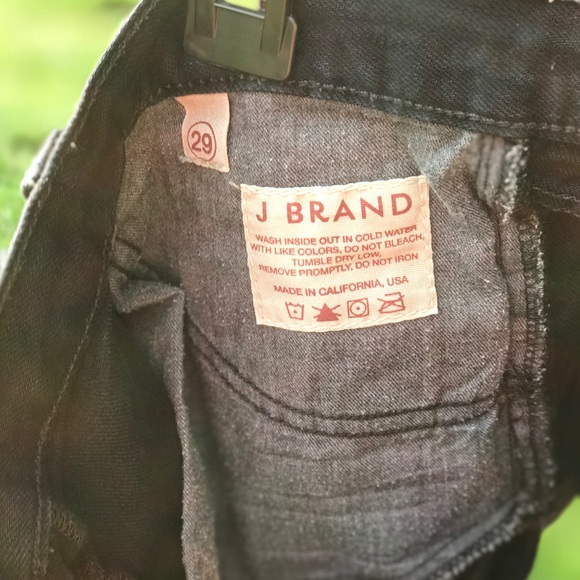 29
J BRAND
WASH INSIDE OUT IN COLD WATER
WITH LIKE COLORS, DO NOT BLEACH,
TUMBLE DRY LOW,
REMOVE PROMPTLY, DO NOT IRON
MADE IN CALIFORNIA, USA